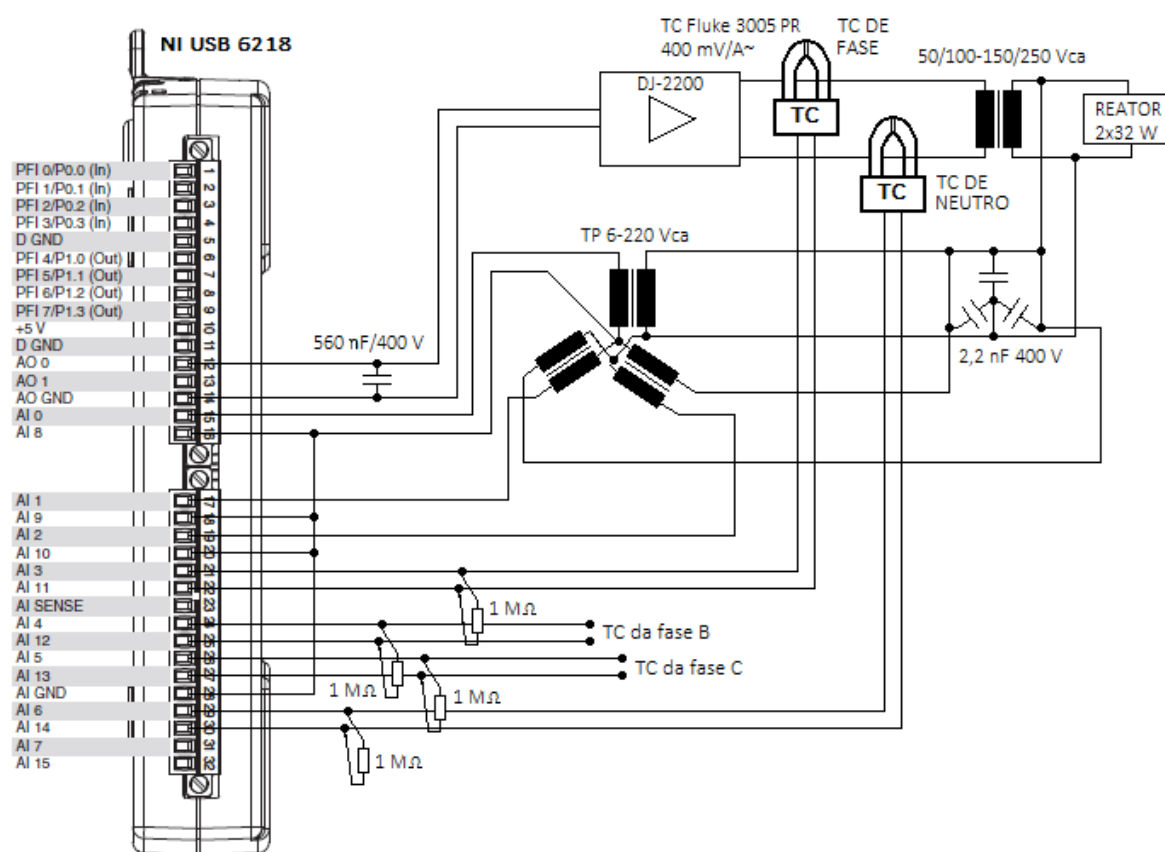 NI USB 6218
TC Fluke 3005 PR
400 mV/A~
TC DE
FASE
50/100-150/250 Vca
DJ-2200
TC
REATOR
2x32 W
TC
TC DE
NEUTRO
TP 6-220 Vca
560 nF/400 V
2,2 nF 400 V
PFI 0/P0.0 (In) 1
PFI 1/P0.1 (In) 2
PFI 2/P0.2 (In) 3
PFI 3/P0.3 (In) 4
D GND 5
PFI 4/P1.0 (Out) 6
PFI 5/P1.1 (Out) 7
PFI 6/P1.2 (Out) 8
PFI 7/P1.3 (Out) 9
+5 V 10
D GND 11
AO 0 12
AO 1 13
AO GND 14
AI 0 15
AI 8 16
AI 1 17
AI 9 18
AI 2 19
AI 10 20
AI 3 21
AI 11 22
AI SENSE 23
AI 4 24
AI 12 25
AI 5 26
AI 13 27
AI GND 28
AI 6 29
AI 14 30
AI 7 31
AI 15 32
1 MΩ
TC da fase B
TC da fase C
1 MΩ
1 MΩ
1 MΩ